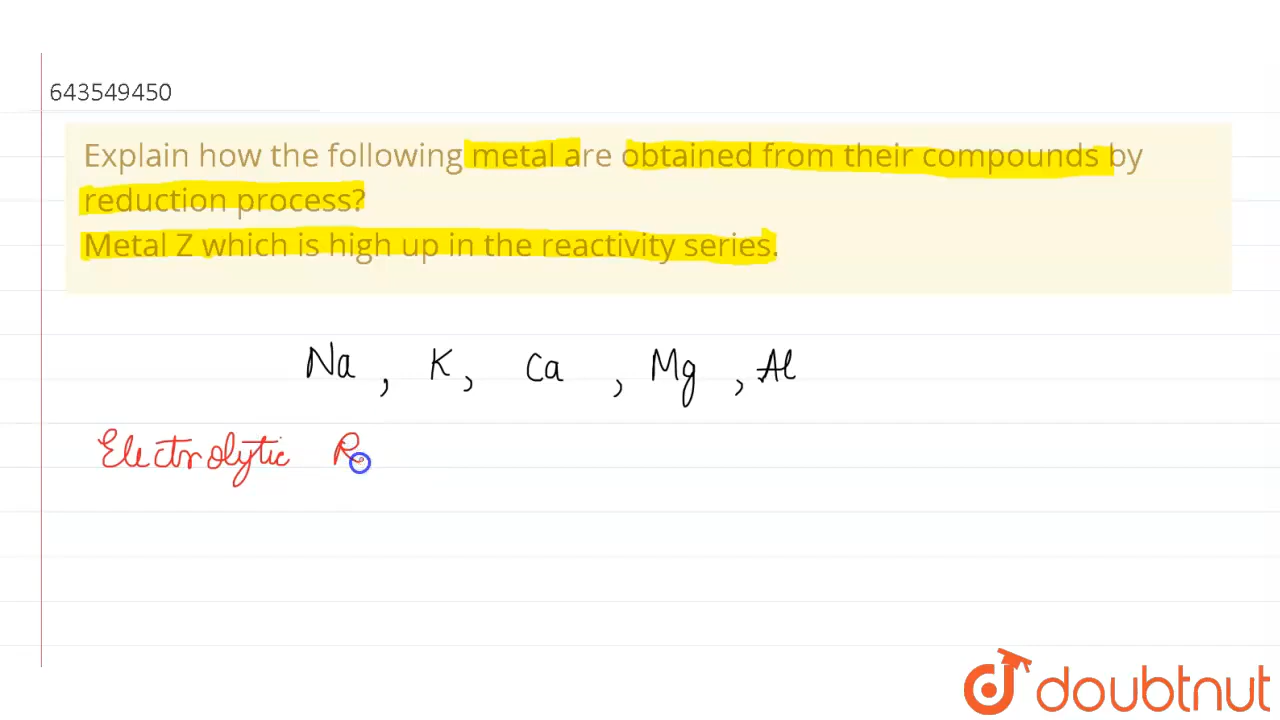 643549450
Explain how the following metal are obtained from their compounds by
reduction process?
Metal Z which is high up in the reactivity series.
Na, K, Ca, Mg, Al
Electrolytic R
doubtnut